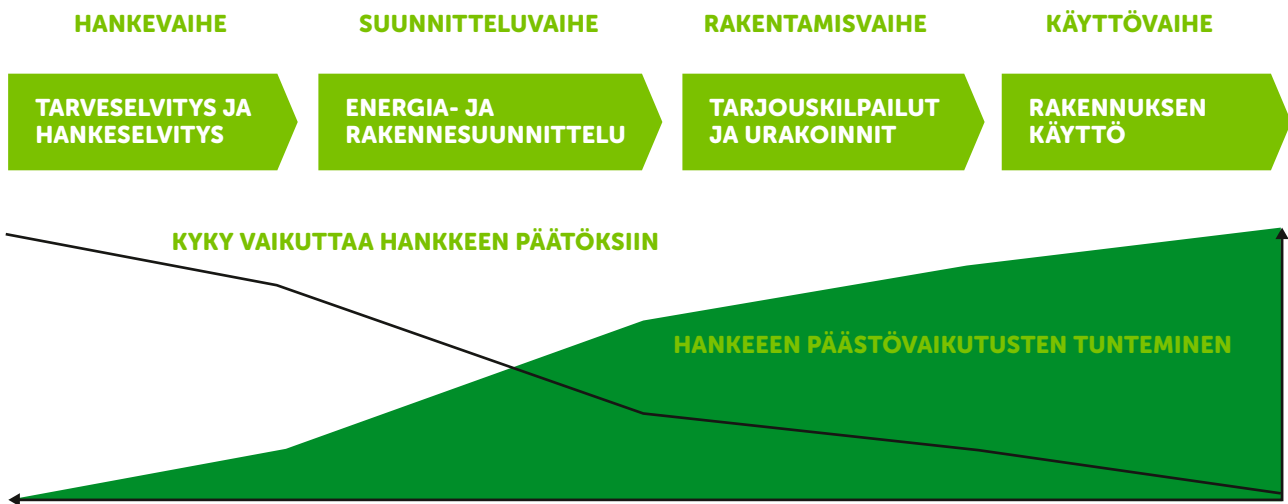 HANKEVAIHE
SUUNNITTELUVAIHE
RAKENTAMISVAIHE
KÄYTTÖVAIHE
TARVESELVITYS JA
HANKESELVITYS
ENERGIA- JA
RAKENNESUUNNITTELU
TARJOUSKILPAILUT
JA URAKOINNIT
RAKENNUKSEN
KÄYTTÖ
KYKY VAIKUTTAA HANKKEEN PÄÄTÖKSIIN
HANKEEEN PÄÄSTÖVAIKUTUSTEN TUNTEMINEN